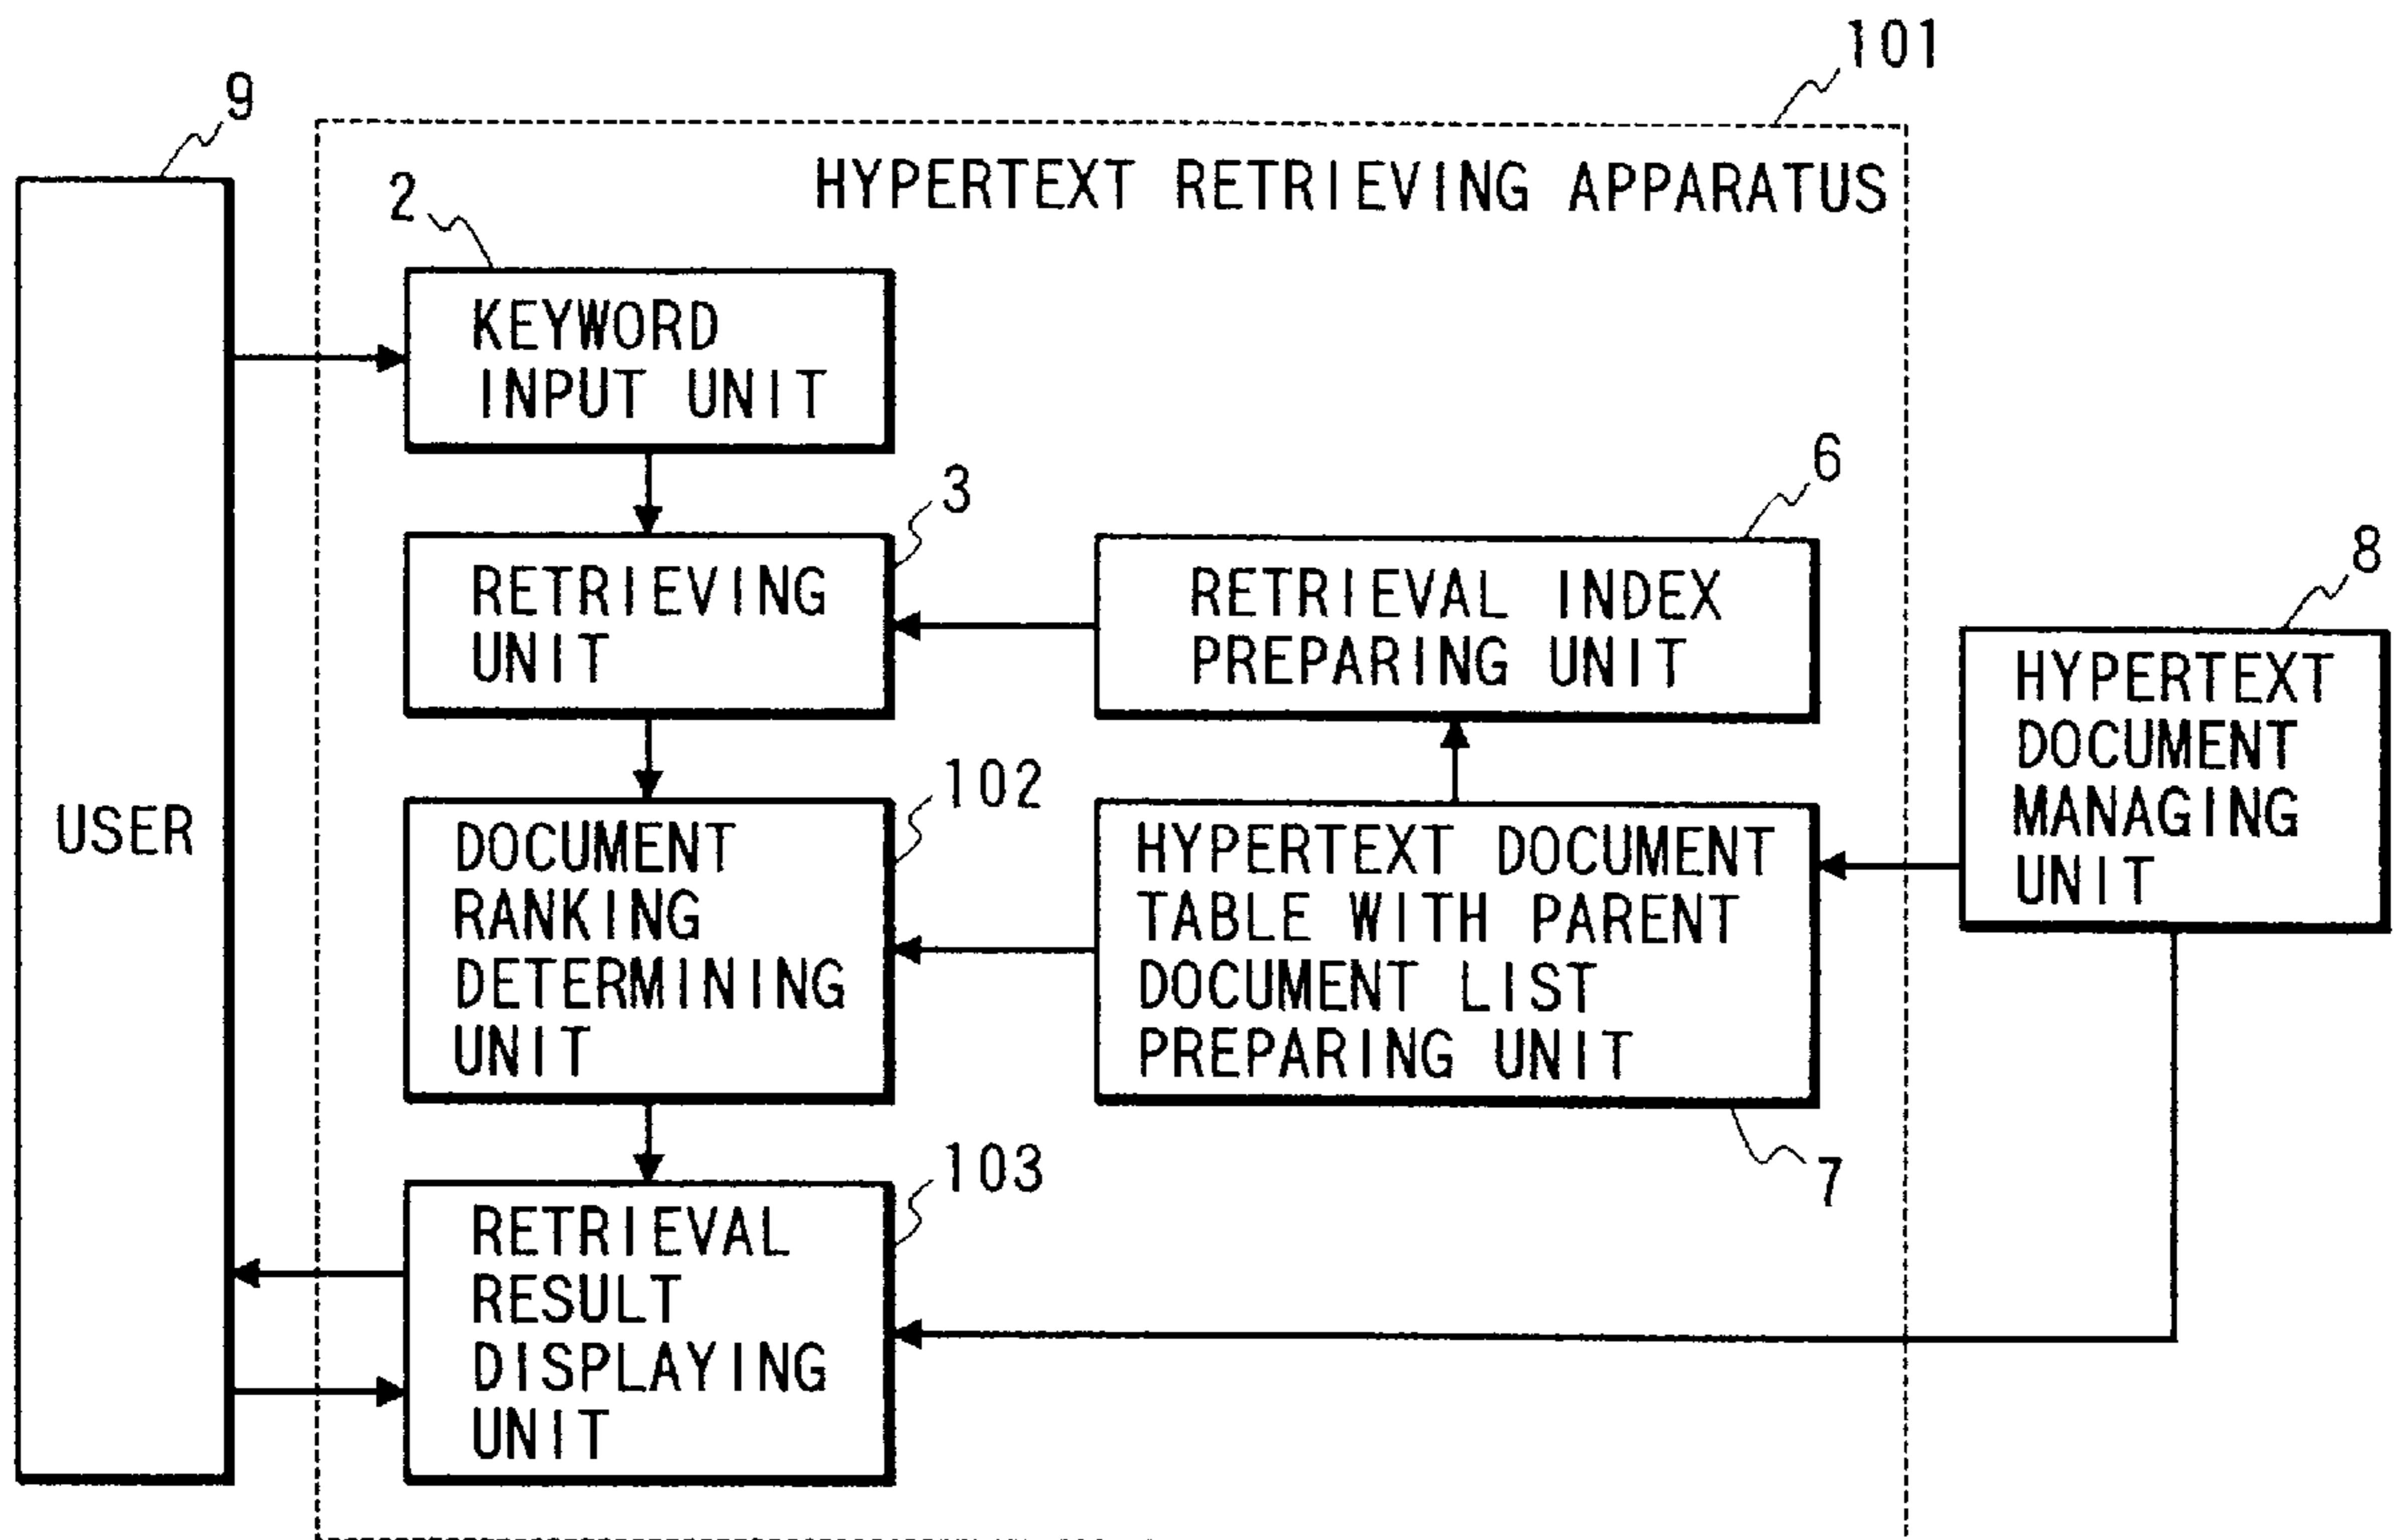 101
9
HYPERTEXT RETRIEVING APPARATUS
2
KEYWORD
INPUT UNIT
3
RETRIEVING
UNIT
6
RETRIEVAL INDEX
PREPARING UNIT
8
HYPERTEXT
DOCUMENT
MANAGING
UNIT
USER
102
DOCUMENT
RANKING
DETERMINING
UNIT
HYPERTEXT DOCUMENT
TABLE WITH PARENT
DOCUMENT LIST
PREPARING UNIT
7
103
RETRIEVAL
RESULT
DISPLAYING
UNIT